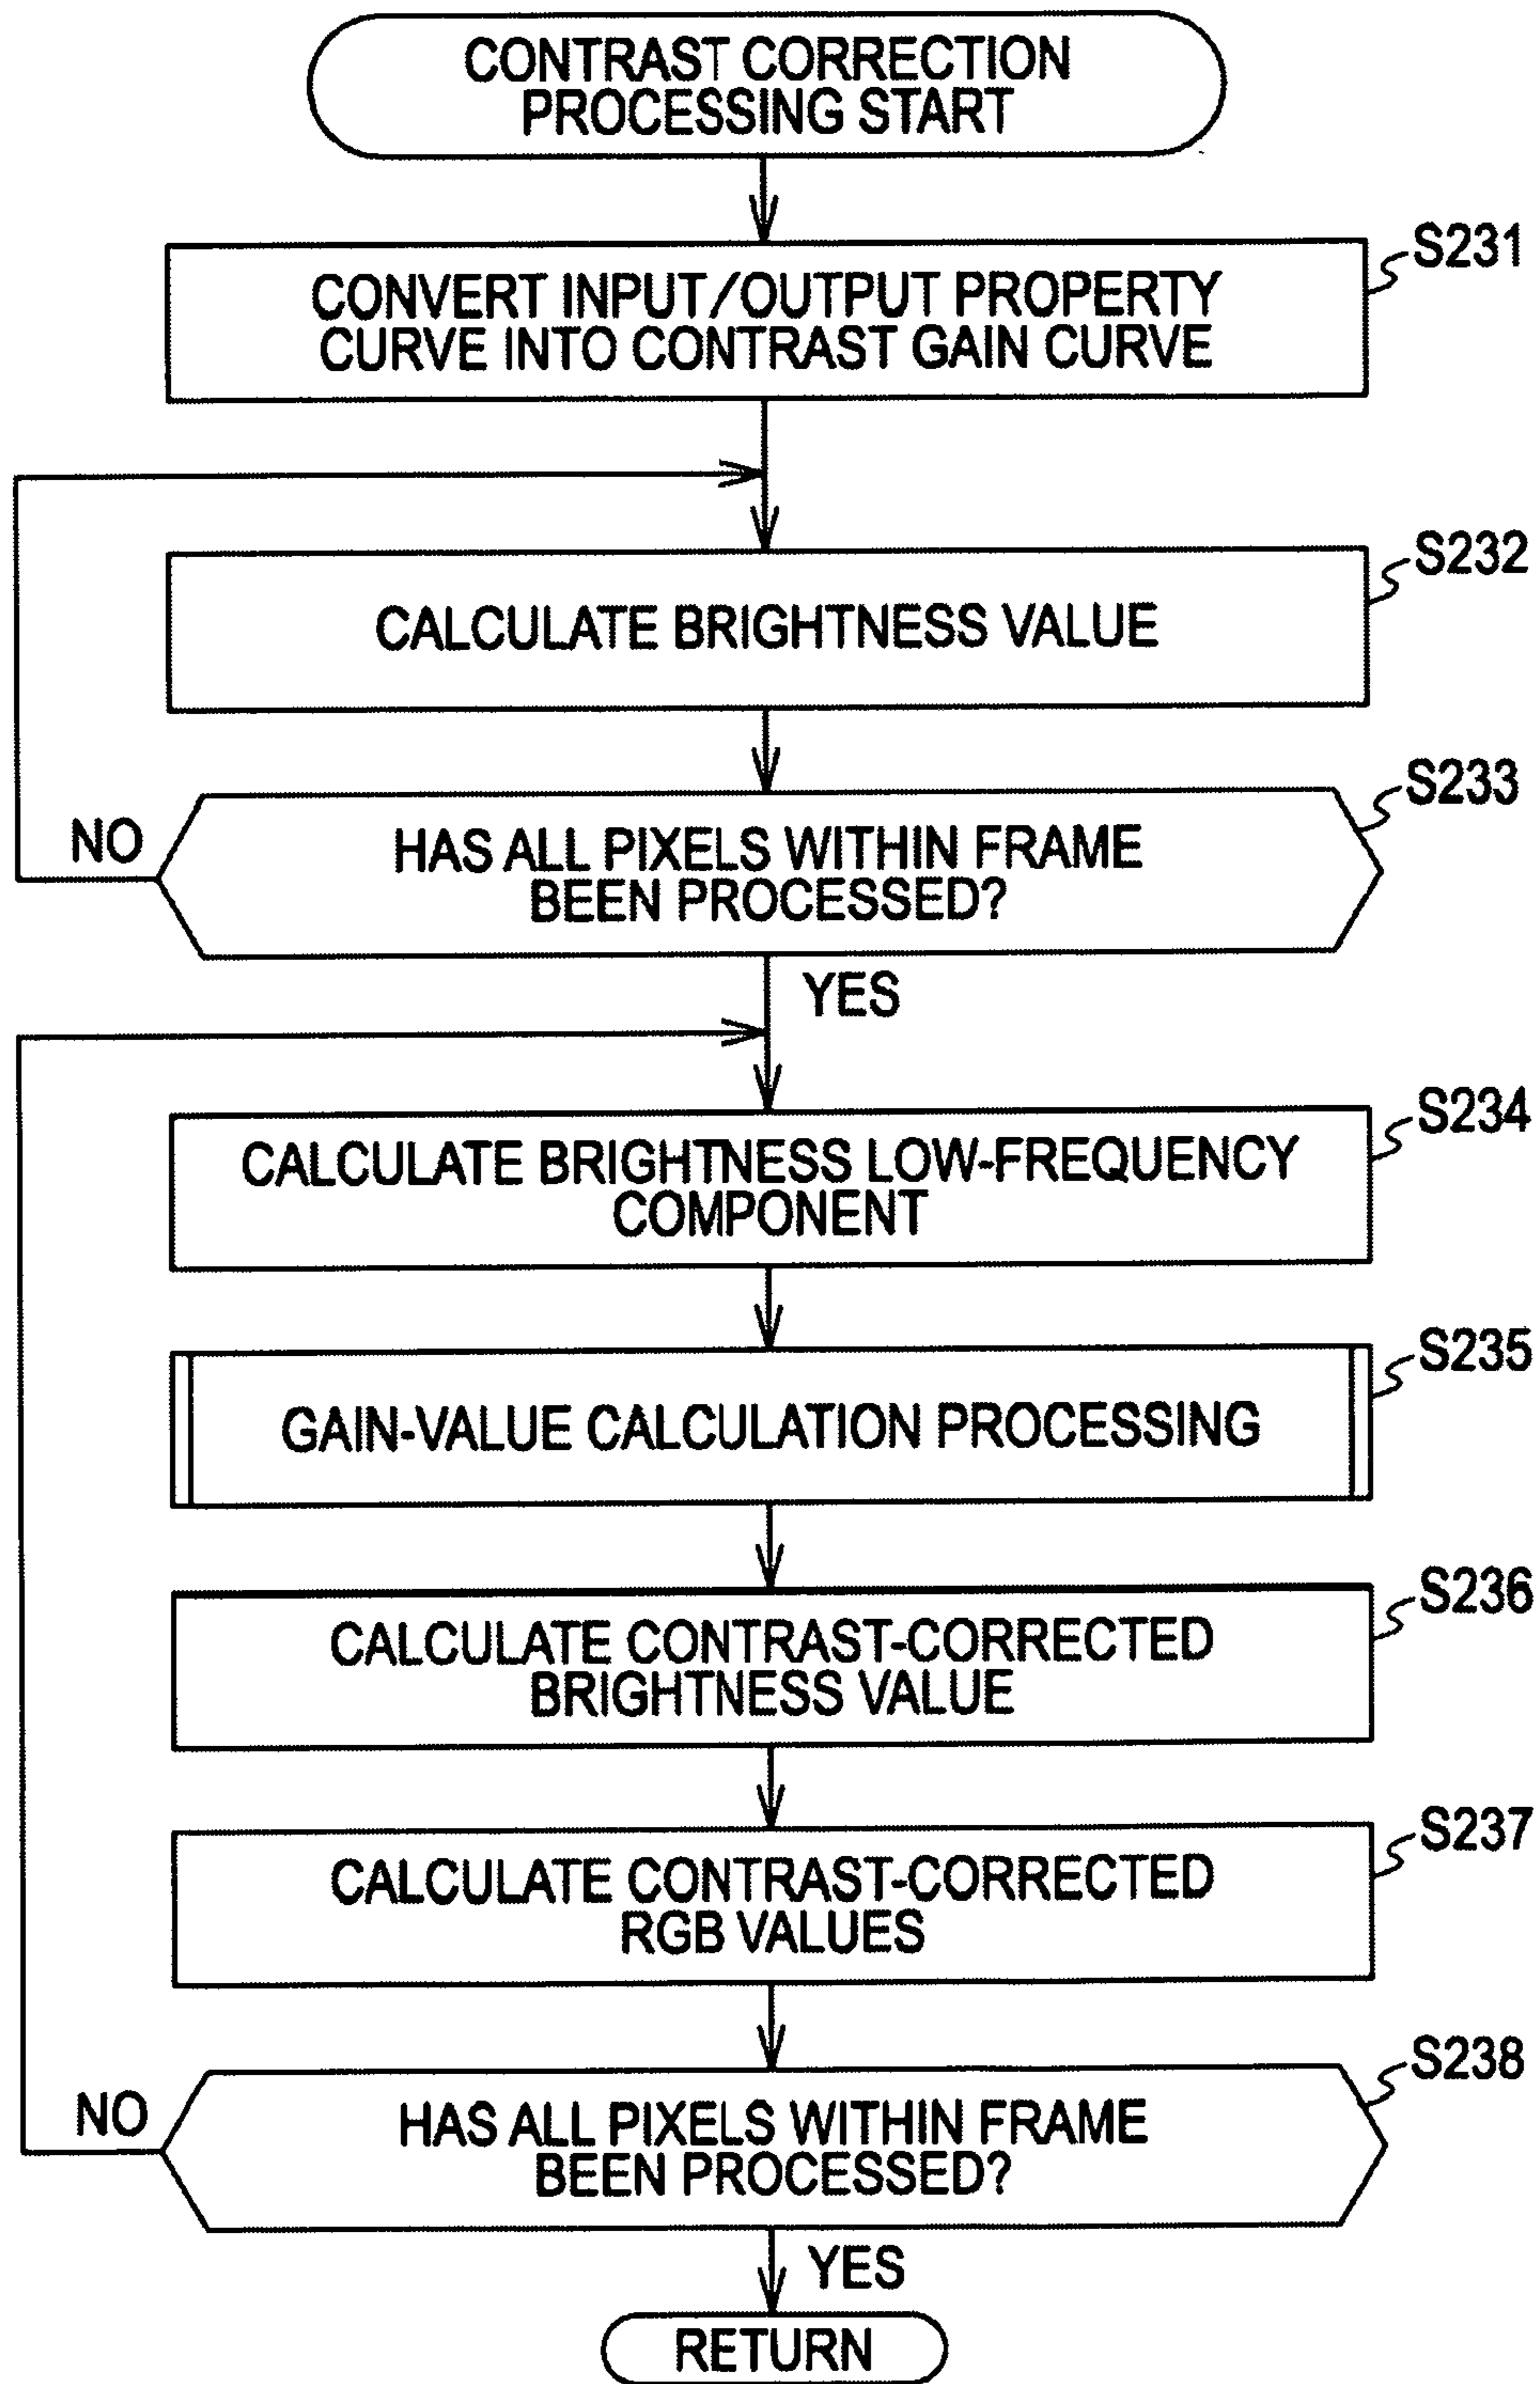 CONTRAST CORRECTION
PROCESSING START
S231
CONVERT INPUT/OUTPUT PROPERTY
CURVE INTO CONTRAST GAIN CURVE
S232
CALCULATE BRIGHTNESS VALUE
S233
NO
HAS ALL PIXELS WITHIN FRAME
BEEN PROCESSED?
YES
S234
CALCULATE BRIGHTNESS LOW-FREQUENCY
COMPONENT
S235
GAIN-VALUE CALCULATION PROCESSING
S236
CALCULATE CONTRAST-CORRECTED
BRIGHTNESS VALUE
S237
CALCULATE CONTRAST-CORRECTED
RGB VALUES
S238
NO
HAS ALL PIXELS WITHIN FRAME
BEEN PROCESSED?
YES
RETURN